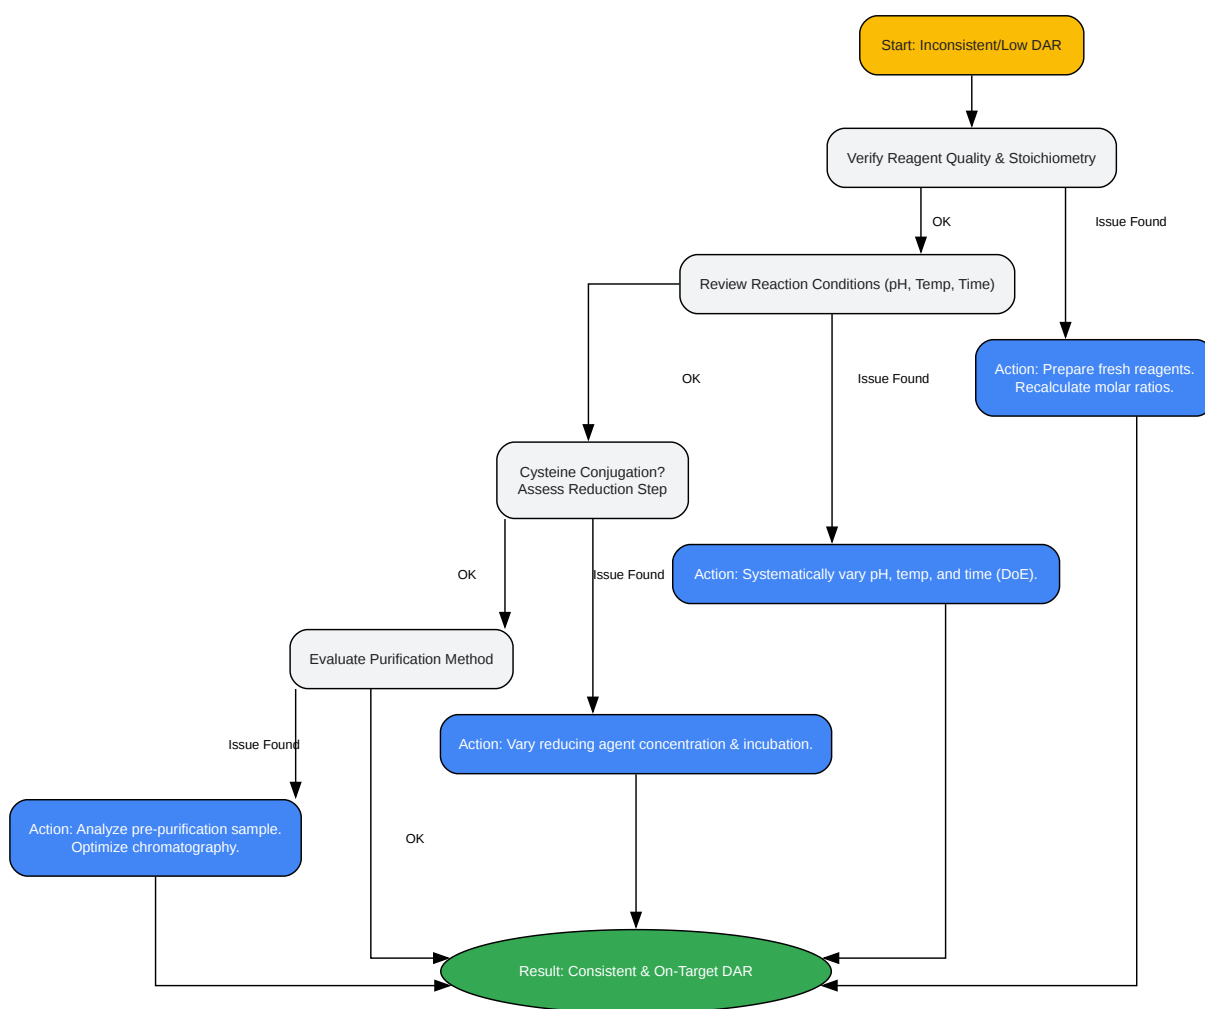 Start: Inconsistent/Low DAR
Verify Reagent Quality & Stoichiometry
OK
Issue Found
Review Reaction Conditions (pH, Temp, Time)
Action: Prepare fresh reagents.
Recalculate molar ratios.
OK
Issue Found
Cysteine Conjugation?
Assess Reduction Step
OK
Issue Found
Action: Systematically vary pH, temp, and time (DoE).
Evaluate Purification Method
Issue Found
Action: Vary reducing agent concentration & incubation.
Action: Analyze pre-purification sample.
Optimize chromatography.
OK
Result: Consistent & On-Target DAR